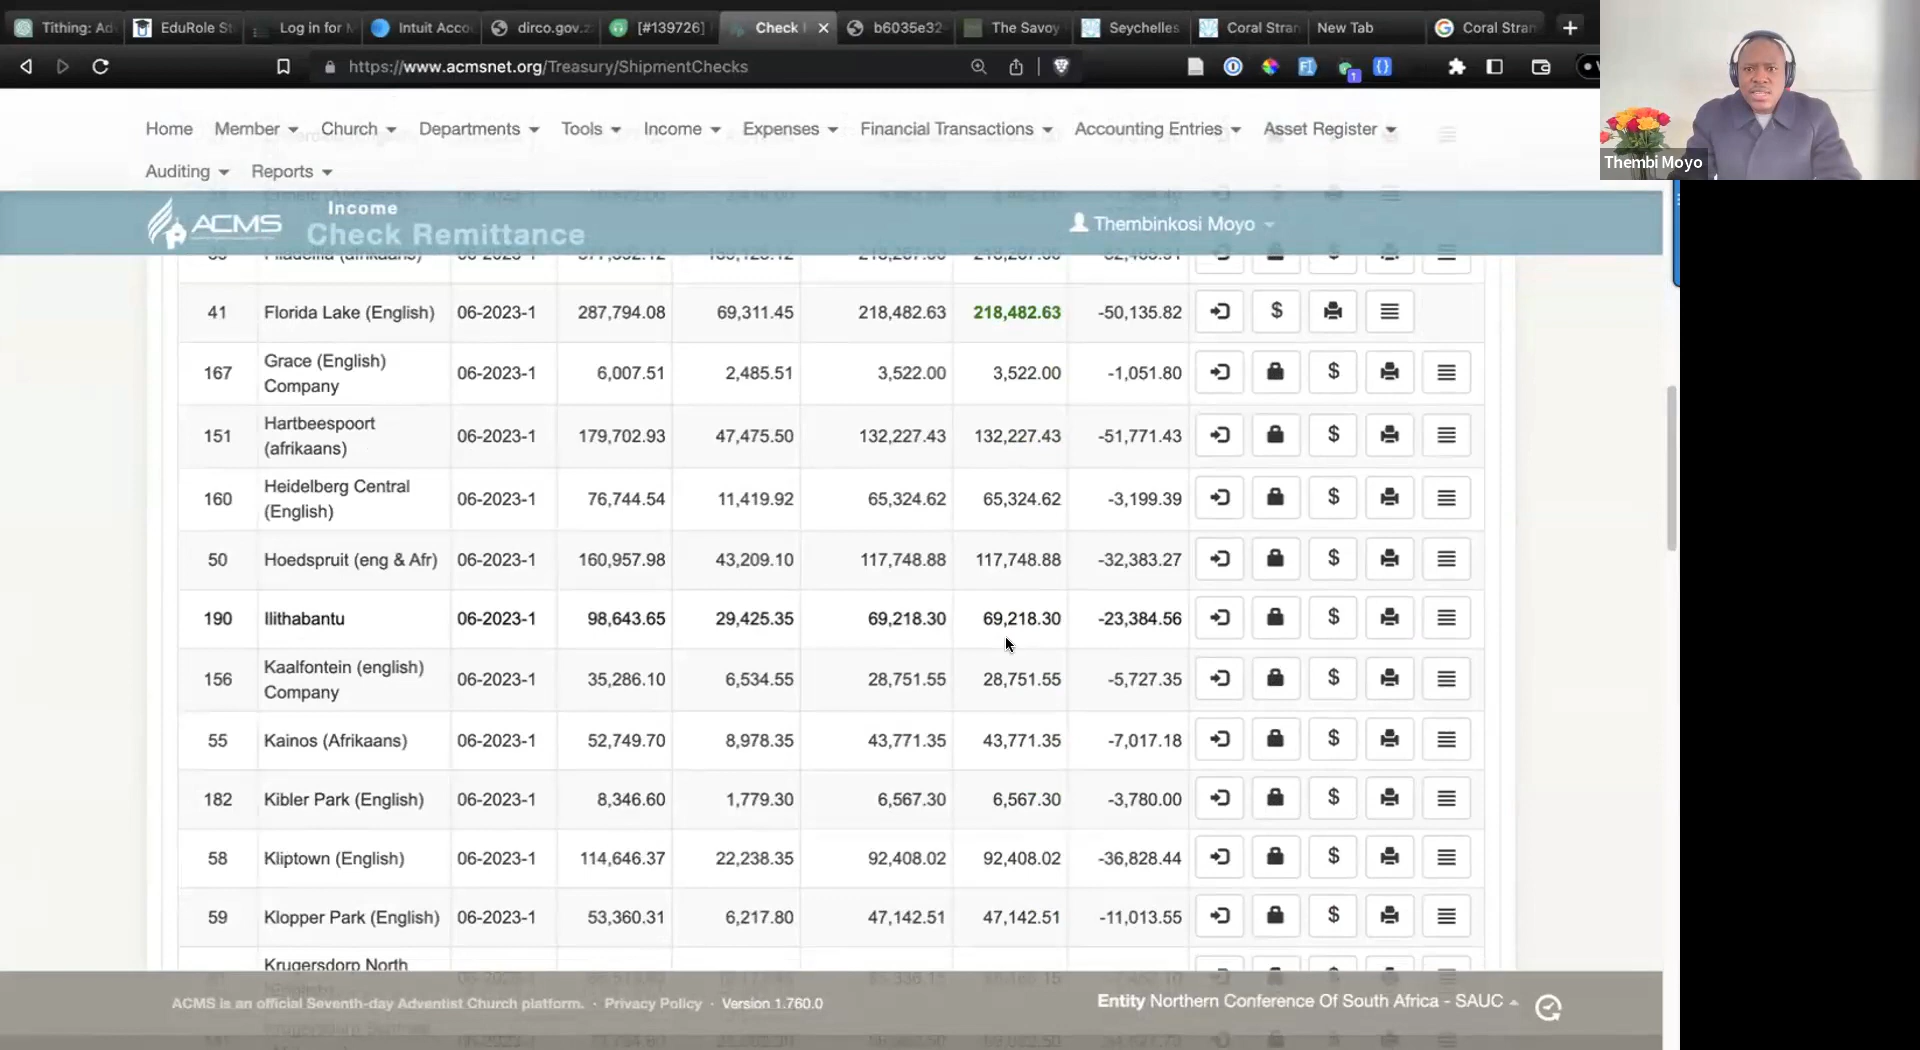 Tithing: Ad
EduRole St
Log in for M
Intuit Acco
dirco.gov.z
[#139726]
Check
b6035e32-
The Savoy
Seychelles
Coral Stran
New Tab
Coral Stran
https://www.acmsnet.org/Treasury/ShipmentChecks
1
Thembi Moyo
Home Member Church Departments Tools Income Expenses Financial Transactions Accounting Entries Asset Register
Auditing Reports
ACMS
Income
Check Remittance
Thembinkosi Moyo
41 Florida Lake (English) 06-2023-1 287,794.08 69,311.45 218,482.63 218,482.63 -50,135.82 $
167 Grace (English) Company 06-2023-1 6,007.51 2,485.51 3,522.00 3,522.00 -1,051.80 $
151 Hartbeespoort (afrikaans) 06-2023-1 179,702.93 47,475.50 132,227.43 132,227.43 -51,771.43 $
160 Heidelberg Central (English) 06-2023-1 76,744.54 11,419.92 65,324.62 65,324.62 -3,199.39 $
50 Hoedspruit (eng & Afr) 06-2023-1 160,957.98 43,209.10 117,748.88 117,748.88 -32,383.27 $
190 Ilithabantu 06-2023-1 98,643.65 29,425.35 69,218.30 69,218.30 -23,384.56 $
156 Kaalfontein (english) Company 06-2023-1 35,286.10 6,534.55 28,751.55 28,751.55 -5,727.35 $
55 Kainos (Afrikaans) 06-2023-1 52,749.70 8,978.35 43,771.35 43,771.35 -7,017.18 $
182 Kibler Park (English) 06-2023-1 8,346.60 1,779.30 6,567.30 6,567.30 -3,780.00 $
58 Kliptown (English) 06-2023-1 114,646.37 22,238.35 92,408.02 92,408.02 -36,828.44 $
59 Klopper Park (English) 06-2023-1 53,360.31 6,217.80 47,142.51 47,142.51 -11,013.55 $
Krugersdorp North
ACMS is an official Seventh-day Adventist Church platform. · Privacy Policy · Version 1.760.0
Entity Northern Conference Of South Africa - SAUC